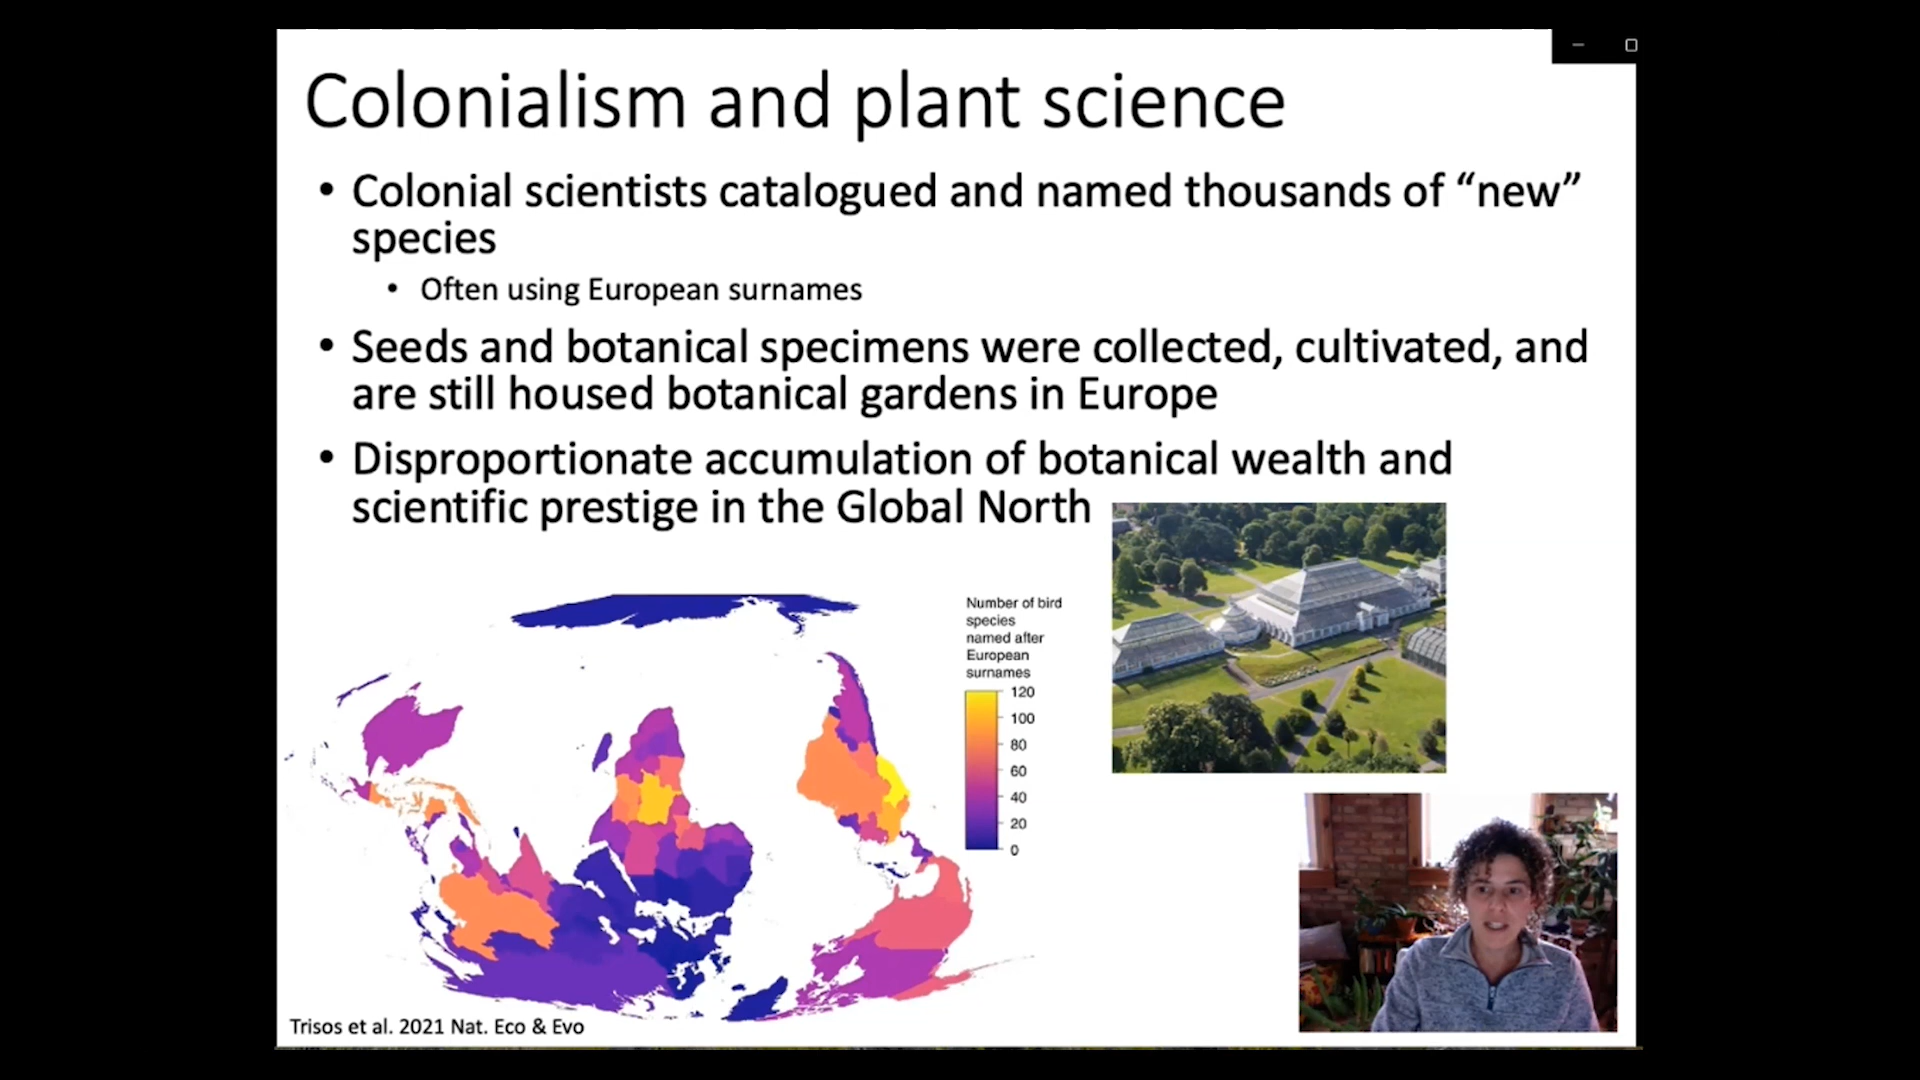 Colonialism and plant science
• Colonial scientists catalogued and named thousands of “new”
species
• Often using European surnames
• Seeds and botanical specimens were collected, cultivated, and
are still housed botanical gardens in Europe
• Disproportionate accumulation of botanical wealth and
scientific prestige in the Global North
Number of bird
species
named after
European
surnames
120
100
80
60
40
20
0
Trisos et al. 2021 Nat. Eco & Evo